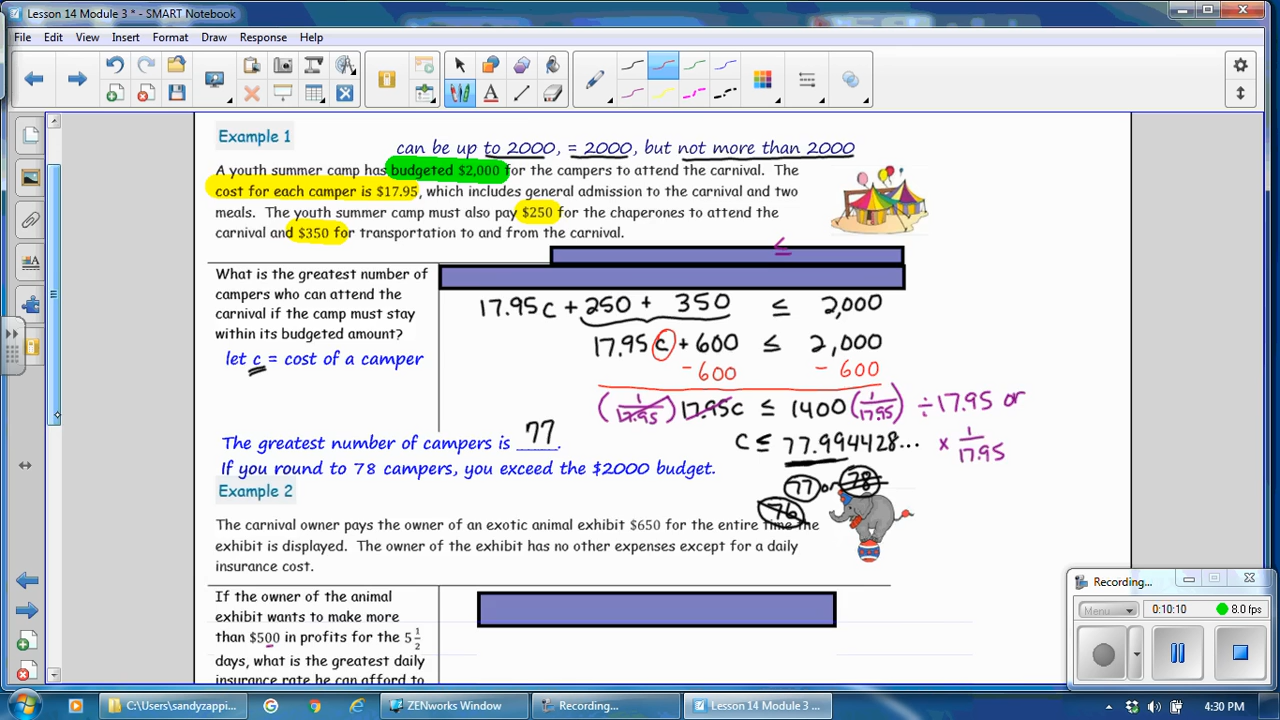 Lesson 14 Module 3 * - SMART Notebook
File Edit View Insert Format Draw Response Help
Example 1
can be up to 2000, = 2000, but not more than 2000
A youth summer camp has budgeted $2,000 for the campers to attend the carnival. The
cost for each camper is $17.95, which includes general admission to the carnival and two
meals. The youth summer camp must also pay $250 for the chaperones to attend the
carnival and $350 for transportation to and from the carnival.
≤
What is the greatest number of
campers who can attend the
carnival if the camp must stay
within its budgeted amount?
let c = cost of a camper
17.95c + 250 + 350 ≤ 2,000
17.95c + 600 ≤ 2,000
- 600 - 600
(1/17.95) 17.95c ≤ 1400 (1/17.95) ÷17.95 or
c ≤ 77.994428... × 1/17.95
77 or 78
76
The greatest number of campers is 77.
If you round to 78 campers, you exceed the $2000 budget.
Example 2
The carnival owner pays the owner of an exotic animal exhibit $650 for the entire time the
exhibit is displayed. The owner of the exhibit has no other expenses except for a daily
insurance cost.
If the owner of the animal
exhibit wants to make more
than $500 in profits for the 5 1/2
days, what is the greatest daily
insurance rate he can afford to
Recording...
Menu 0:10:10 8.0 fps
C:\Users\sandyzappi... ZENworks Window Recording... Lesson 14 Module 3 ... 4:30 PM